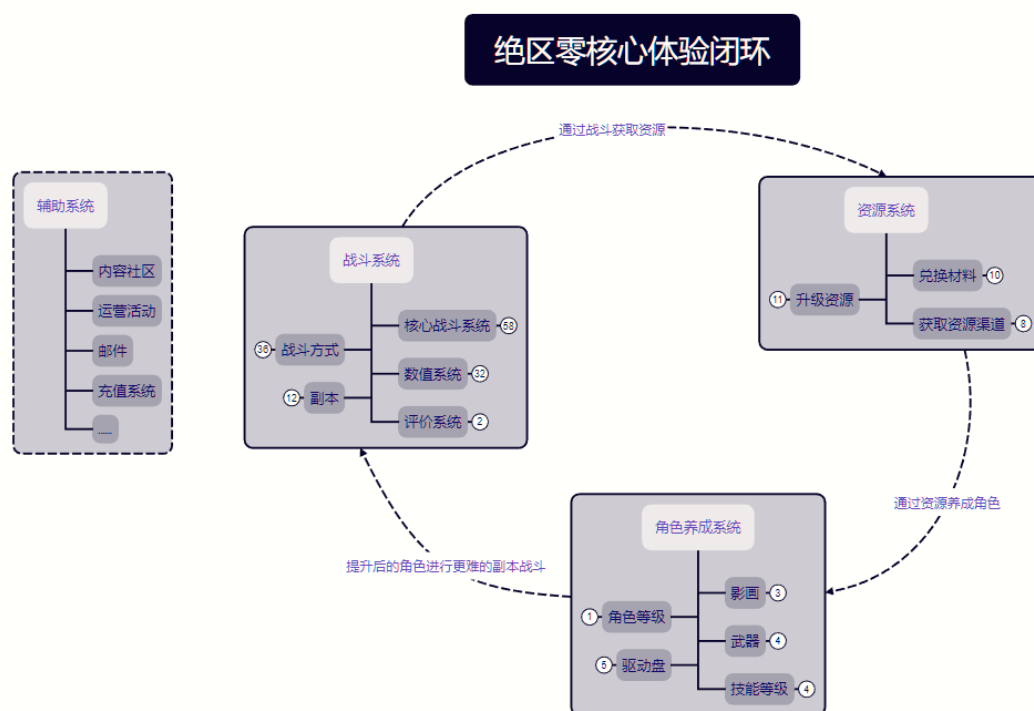 绝区零核心体验闭环
通过战斗获取资源
辅助系统
内容社区
运营活动
邮件
充值系统
......
战斗系统
核心战斗系统 58
36 战斗方式
数值系统 32
12 副本
评价系统 2
资源系统
兑换材料 10
11 升级资源
获取资源渠道 8
通过资源养成角色
角色养成系统
影画 3
1 角色等级
武器 4
5 驱动盘
技能等级 4
提升后的角色进行更难的副本战斗